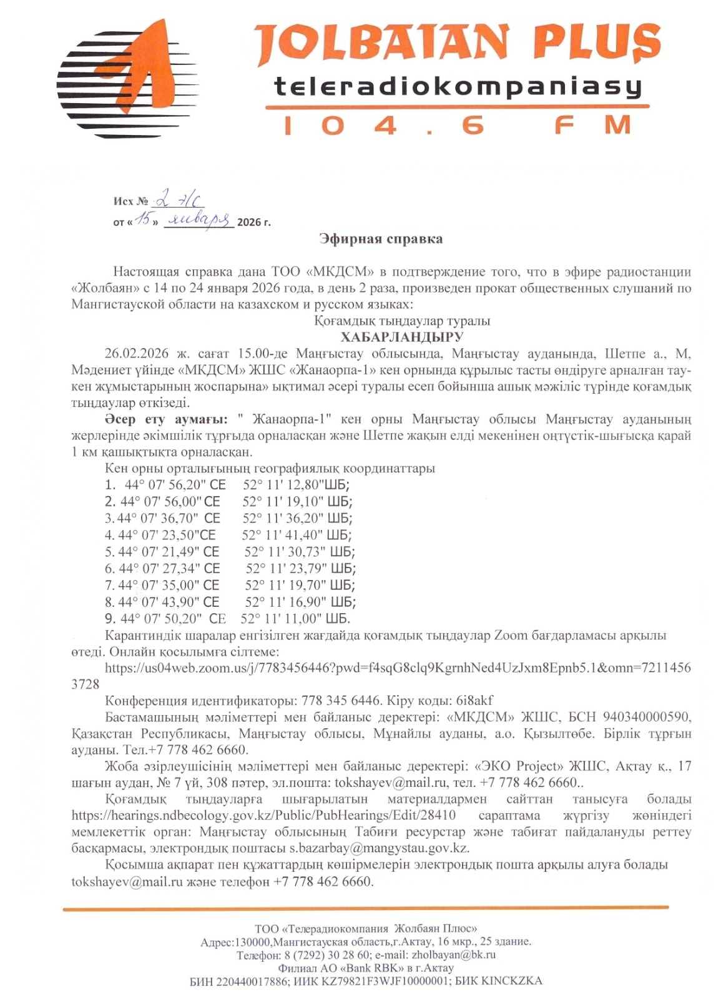 JOLBAIAN PLUS
teleradiokompaniasy
104.6 FM
Исх № 2 э/с
от « 15 » января 2026 г.
Эфирная справка
Настоящая справка дана ТОО «МКДСМ» в подтверждение того, что в эфире радиостанции
«Жолбаян» с 14 по 24 января 2026 года, в день 2 раза, произведен прокат общественных слушаний по
Мангистауской области на казахском и русском языках:
Қоғамдық тыңдаулар туралы
ХАБАРЛАНДЫРУ
26.02.2026 ж. сағат 15.00-де Маңғыстау облысында, Маңғыстау ауданында, Шетпе а., М,
Мәдениет үйінде «МКДСМ» ЖШС «Жанаорпа-1» кен орнында құрылыс тасты өндіруге арналған тау-
кен жұмыстарының жоспарына» ықтимал әсері туралы есеп бойынша ашық мәжіліс түрінде қоғамдық
тыңдаулар өткізеді.
Әсер ету аумағы: " Жанаорпа-1" кен орны Маңғыстау облысы Маңғыстау ауданының
жерлерінде әкімшілік тұрғыда орналасқан және Шетпе жақын елді мекенінен оңтүстік-шығысқа қарай
1 км қашықтықта орналасқан.
Кен орны орталығының географиялық координаттары
1. 44° 07' 56,20" СЕ 52° 11' 12,80"ШБ;
2. 44° 07' 56,00" СЕ 52° 11' 19,10" ШБ;
3. 44° 07' 36,70" СЕ 52° 11' 36,20" ШБ;
4. 44° 07' 23,50"СЕ 52° 11' 41,40" ШБ;
5. 44° 07' 21,49" СЕ 52° 11' 30,73" ШБ;
6. 44° 07' 27,34" СЕ 52° 11' 23,79" ШБ;
7. 44° 07' 35,00" СЕ 52° 11' 19,70" ШБ;
8. 44° 07' 43,90" СЕ 52° 11' 16,90" ШБ;
9. 44° 07' 50,20" СЕ 52° 11' 11,00" ШБ.
Карантиндік шаралар енгізілген жағдайда қоғамдық тыңдаулар Zoom бағдарламасы арқылы
өтеді. Онлайн қосылымға сілтеме:
https://us04web.zoom.us/j/7783456446?pwd=f4sqG8clq9KgrnhNed4UzJxm8Epnb5.1&omn=7211456
3728
Конференция идентификаторы: 778 345 6446. Кіру коды: 6i8akf
Бастамашының мәліметтері мен байланыс деректері: «МКДСМ» ЖШС, БСН 940340000590,
Қазақстан Республикасы, Маңғыстау облысы, Мұнайлы ауданы, а.о. Қызылтөбе. Бірлік тұрғын
ауданы. Тел.+7 778 462 6660.
Жоба әзірлеушісінің мәліметтері мен байланыс деректері: «ЭКО Project» ЖШС, Ақтау қ., 17
шағын аудан, № 7 үй, 308 пәтер, эл.пошта: tokshayev@mail.ru, тел. +7 778 462 6660..
Қоғамдық тыңдауларға шығарылатын материалдармен сайттан танысуға болады
https://hearings.ndbecology.gov.kz/Public/PubHearings/Edit/28410 сараптама жүргізу жөніндегі
мемлекеттік орган: Маңғыстау облысының Табиғи ресурстар және табиғат пайдалануды реттеу
басқармасы, электрондық поштасы s.bazarbay@mangystau.gov.kz.
Қосымша ақпарат пен құжаттардың көшірмелерін электрондық пошта арқылы алуға болады
tokshayev@mail.ru және телефон +7 778 462 6660.
ТОО «Телерадиокомпания Жолбаян Плюс»
Адрес:130000,Мангистауская область,г.Актау, 16 мкр., 25 здание.
Телефон: 8 (7292) 30 28 60; e-mail: zholbayan@bk.ru
Филиал АО «Bank RBK» в г.Актау
БИН 220440017886; ИИК KZ79821F3WJF10000001; БИК KINCKZKA